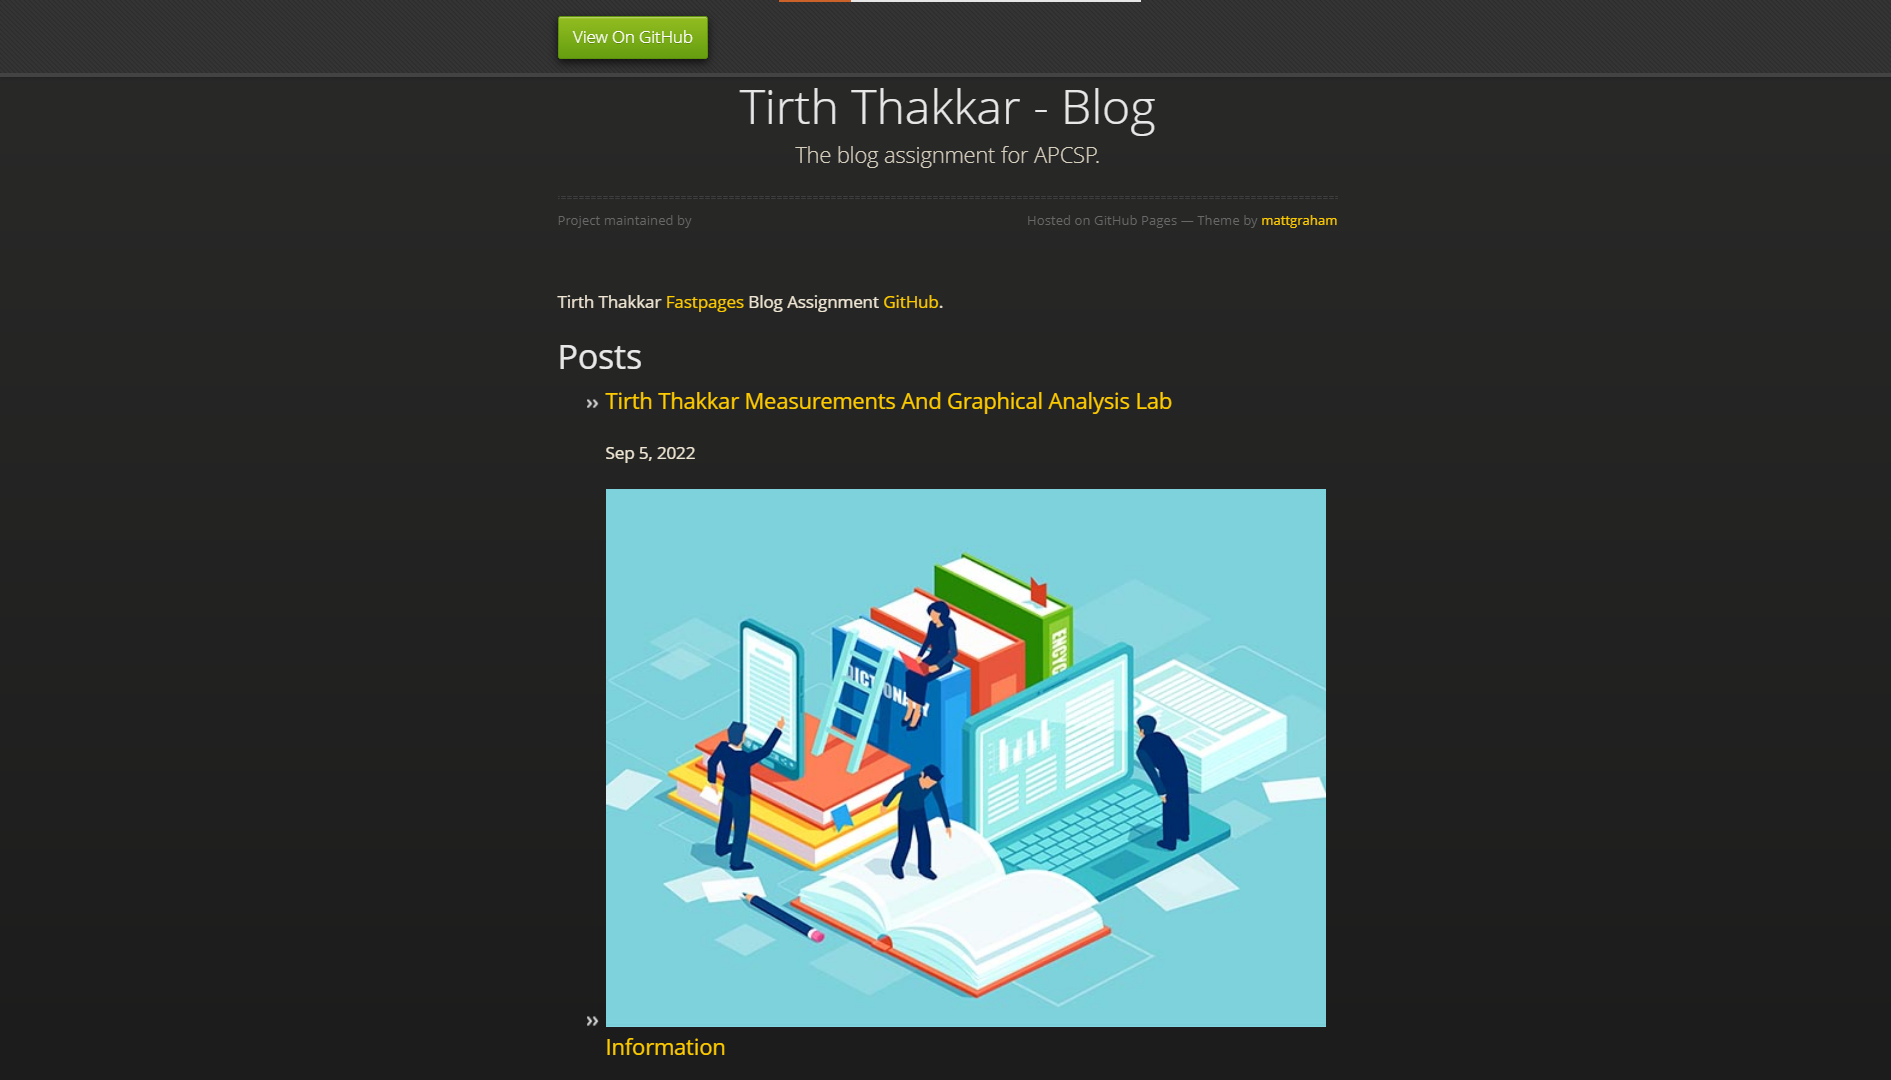 View On GitHub
Tirth Thakkar - Blog
The blog assignment for APCSP.
Project maintained by
Hosted on GitHub Pages — Theme by mattgraham
Tirth Thakkar Fastpages Blog Assignment GitHub.
Posts
» Tirth Thakkar Measurements And Graphical Analysis Lab
Sep 5, 2022
ENCYC
DICTIONARY
» 
Information